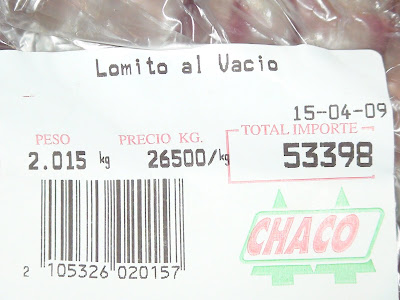 Lomito al Vacio
15-04-09
PESO PRECIO KG. TOTAL IMPORTE
2.015 kg 26500/kg 53398
CHACO
2 105326 020157